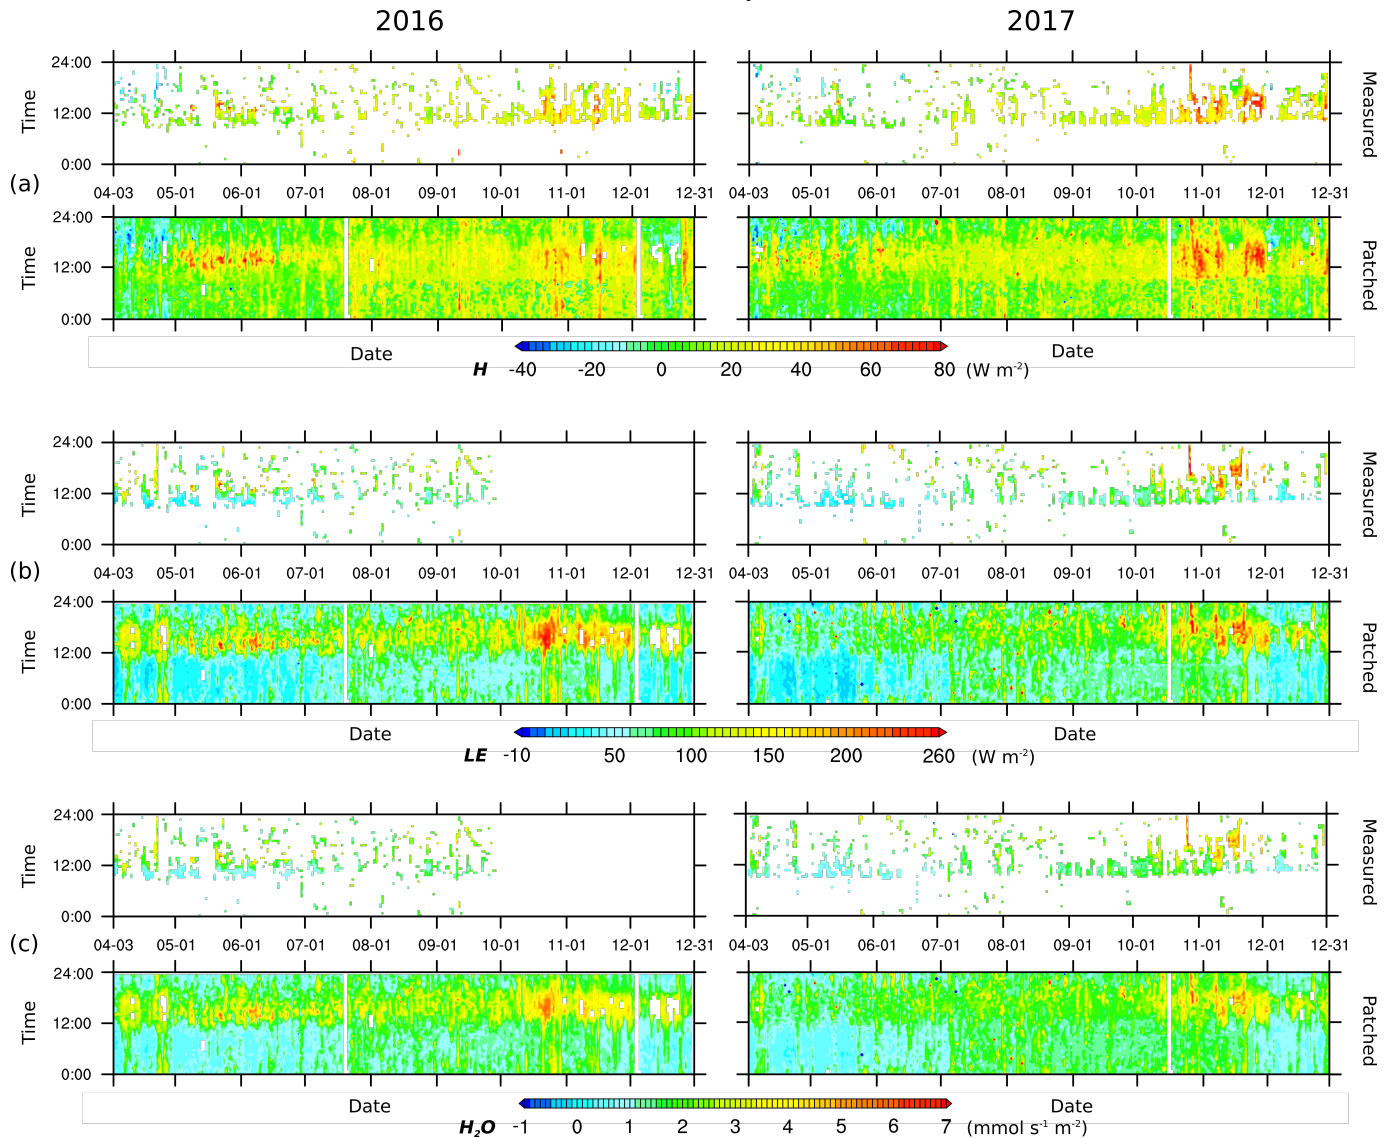 2016 2017
24:00
Time 12:00 Measured
0:00
(a) 04-03 05-01 06-01 07-01 08-01 09-01 10-01 11-01 12-01 12-31 04-03 05-01 06-01 07-01 08-01 09-01 10-01 11-01 12-01 12-31
24:00
Time 12:00 Patched
0:00
Date Date
H -40 -20 0 20 40 60 80 (W m-2)
24:00
Time 12:00 Measured
0:00
(b) 04-03 05-01 06-01 07-01 08-01 09-01 10-01 11-01 12-01 12-31 04-03 05-01 06-01 07-01 08-01 09-01 10-01 11-01 12-01 12-31
24:00
Time 12:00 Patched
0:00
Date Date
LE -10 50 100 150 200 260 (W m-2)
24:00
Time 12:00 Measured
0:00
(c) 04-03 05-01 06-01 07-01 08-01 09-01 10-01 11-01 12-01 12-31 04-03 05-01 06-01 07-01 08-01 09-01 10-01 11-01 12-01 12-31
24:00
Time 12:00 Patched
0:00
Date Date
H2O -1 0 1 2 3 4 5 6 7 (mmol s-1 m-2)